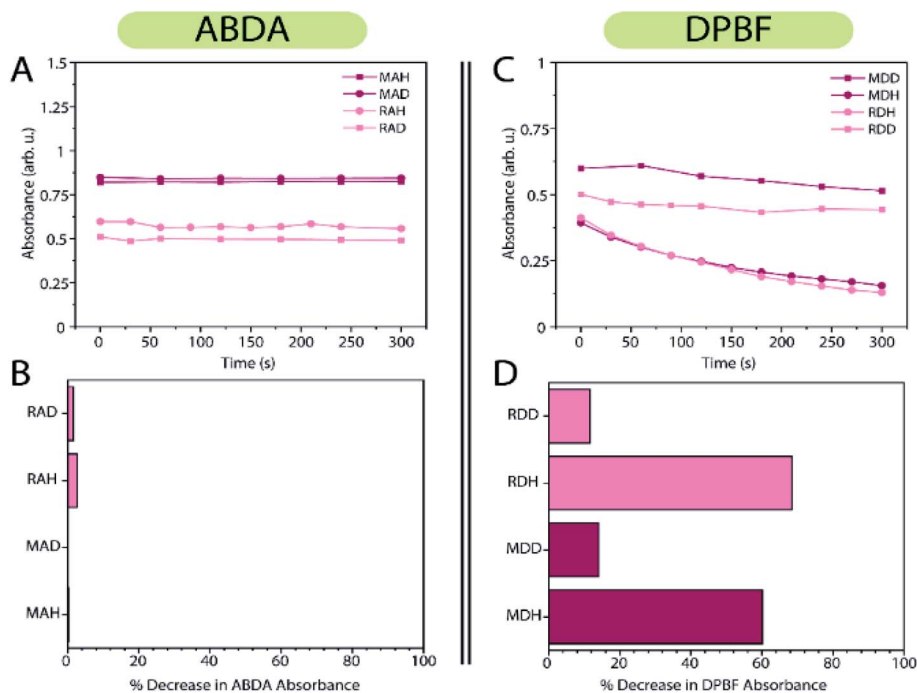 ABDA
DPBF
A
1.5
1.25
1
0.75
0.5
0.25
0
Absorbance (arb. u.)
MAH
MAD
RAH
RAD
0 50 100 150 200 250 300
Time (s)
C
1
0.75
0.5
0.25
0
Absorbance (arb. u.)
MDD
MDH
RDH
RDD
0 50 100 150 200 250 300
Time (s)
B
RAD
RAH
MAD
MAH
0 20 40 60 80 100
% Decrease in ABDA Absorbance
D
RDD
RDH
MDD
MDH
0 20 40 60 80 100
% Decrease in DPBF Absorbance